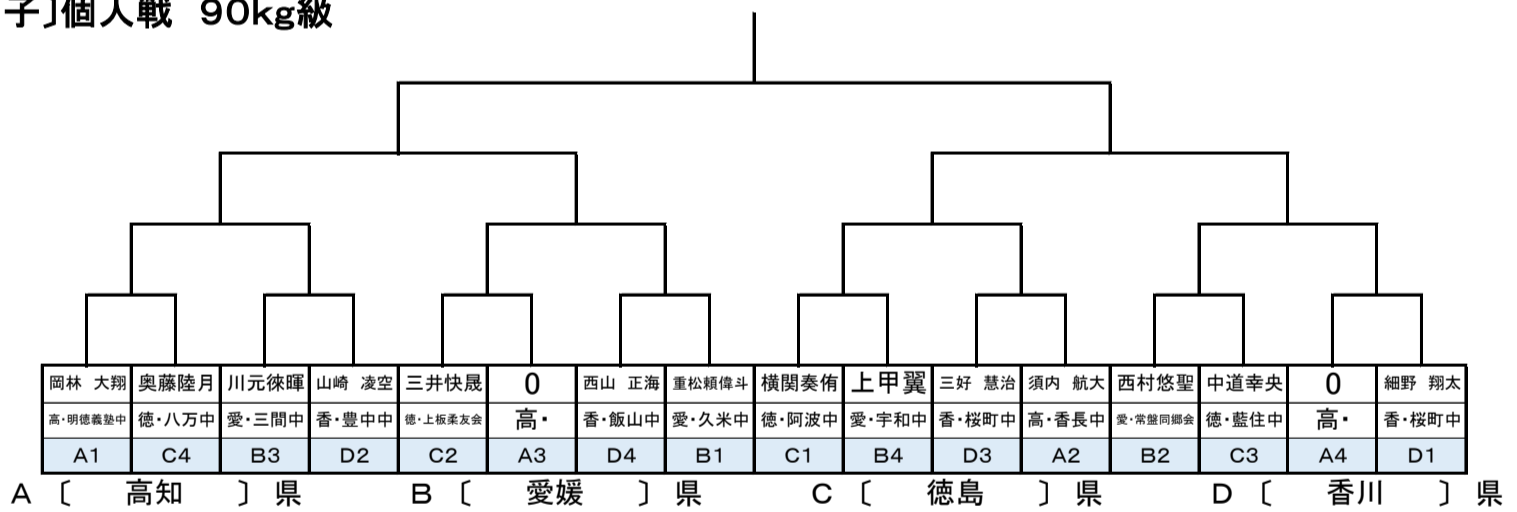 子〕個人戦　90kg級
岡林　大翔 奥藤陸月 川元徠暉 山崎　凌空 三井快晟 0 西山　正海 重松頼偉斗 横関奏侑 上甲翼 三好　慧治 須内　航大 西村悠聖 中道幸央 0 細野　翔太
高・明徳義塾中 徳・八万中 愛・三間中 香・豊中中 徳・上板柔友会 高・ 香・飯山中 愛・久米中 徳・阿波中 愛・宇和中 香・桜町中 高・香長中 愛・常盤同郷会 徳・藍住中 高・ 香・桜町中
A1 C4 B3 D2 C2 A3 D4 B1 C1 B4 D3 A2 B2 C3 A4 D1
A〔　高知　〕県　B〔　愛媛　〕県　C〔　徳島　〕県　D〔　香川　〕県